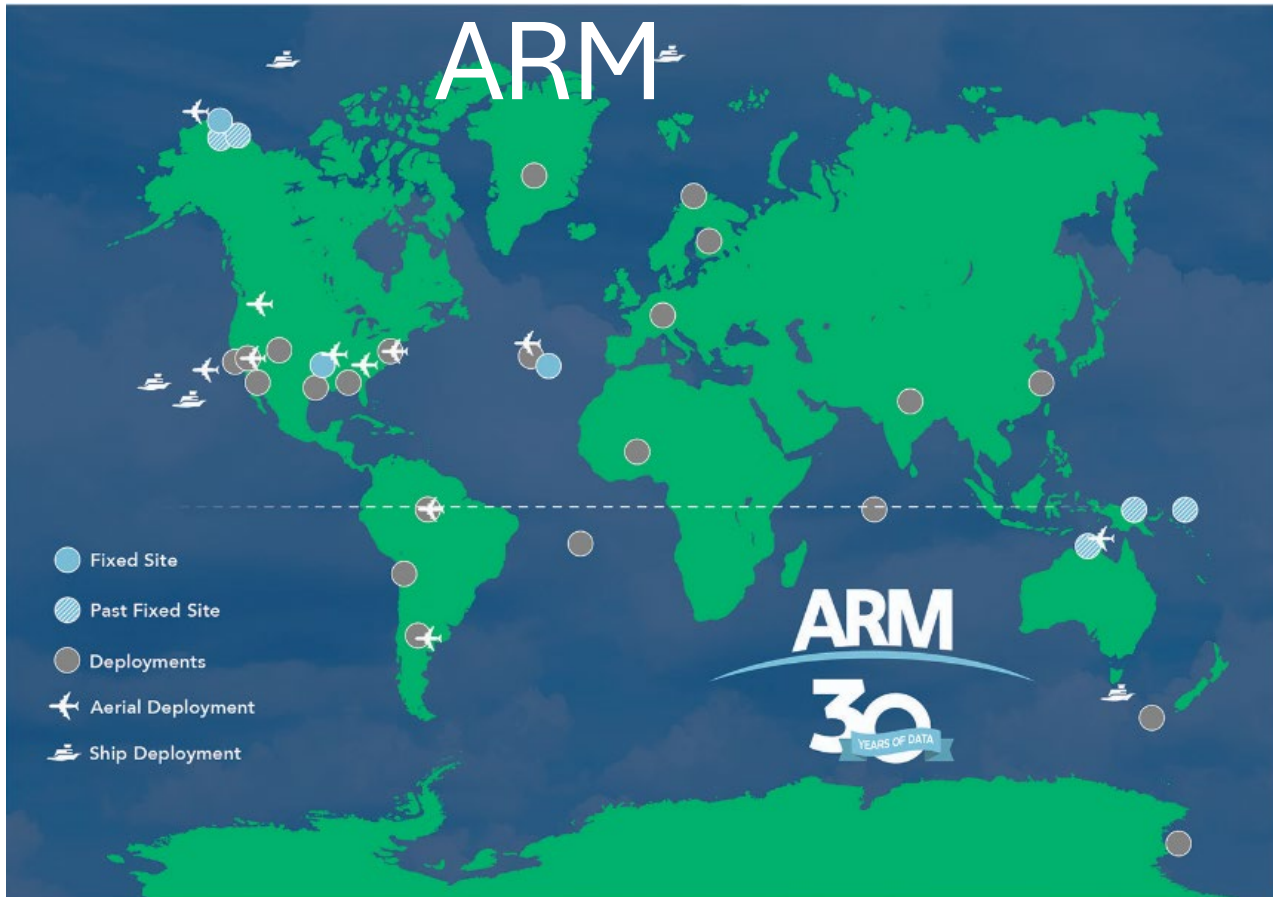 ARM
Fixed Site
Past Fixed Site
Deployments
Aerial Deployment
Ship Deployment
ARM
30
YEARS OF DATA